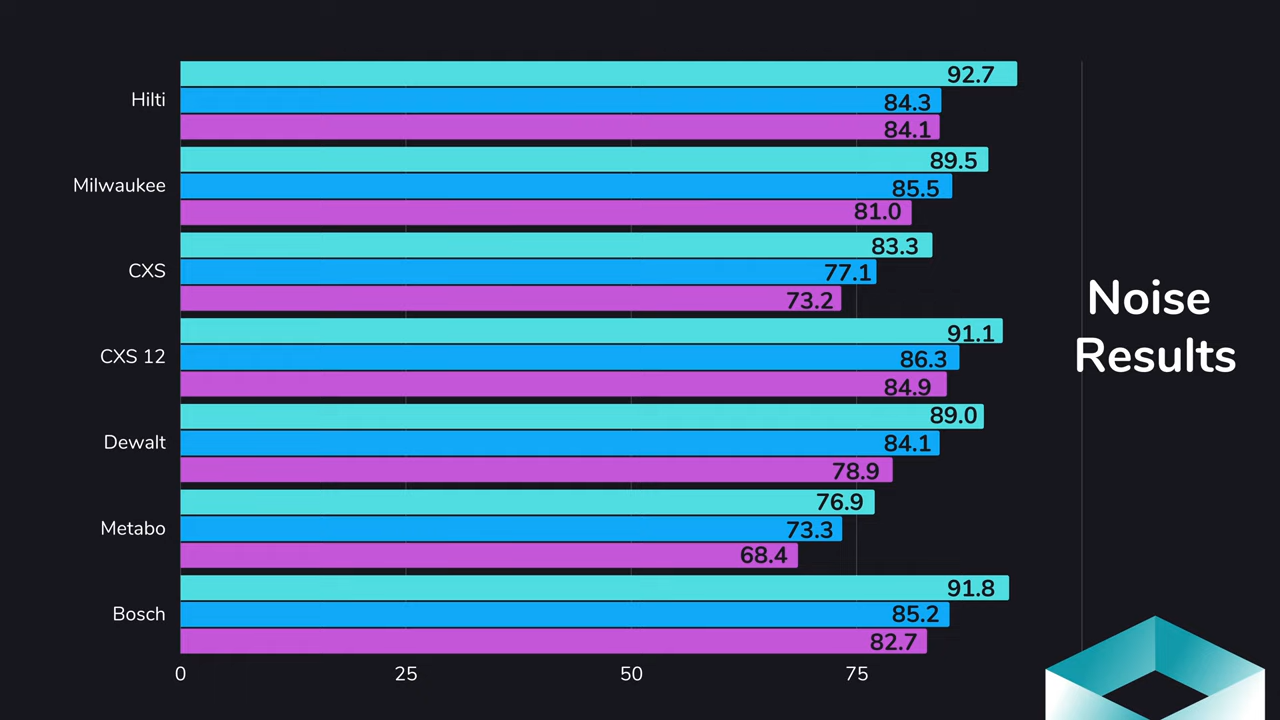 92.7
Hilti
84.3
84.1
89.5
Milwaukee
85.5
81.0
83.3
CXS
77.1
73.2
91.1
CXS 12
86.3
84.9
89.0
Dewalt
84.1
78.9
76.9
Metabo
73.3
68.4
91.8
Bosch
85.2
82.7
0 25 50 75
Noise
Results